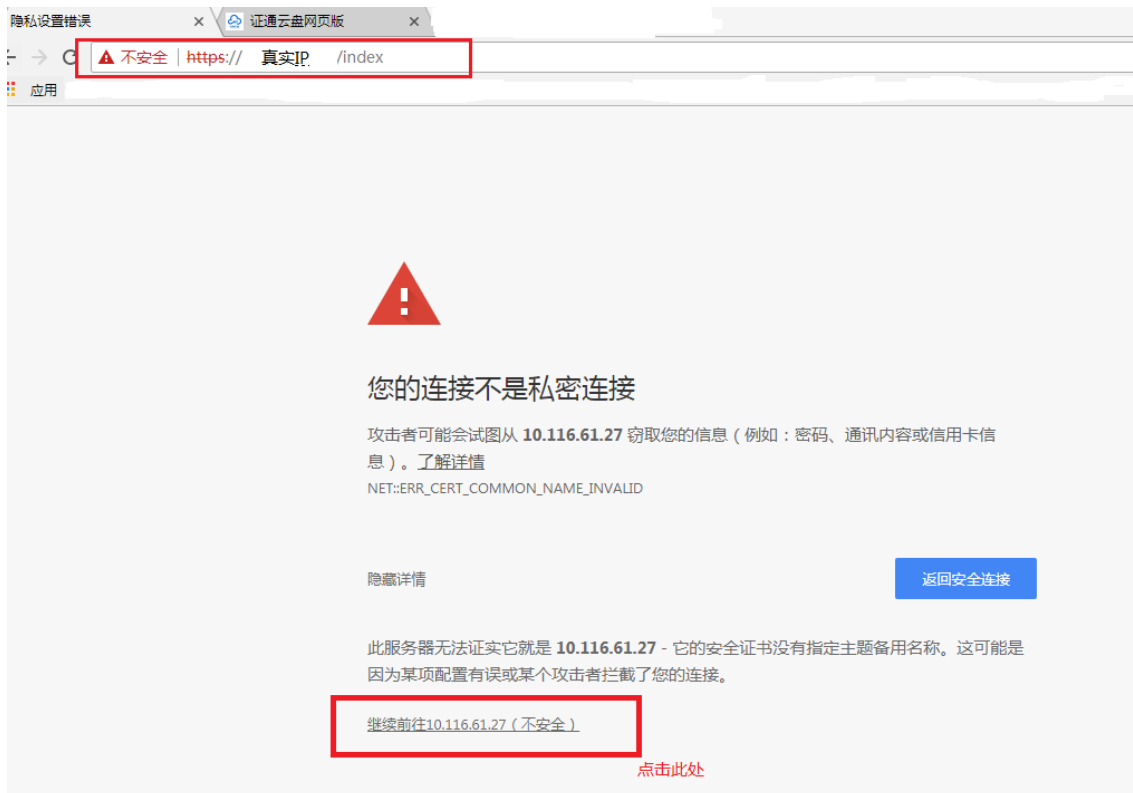 隐私设置错误
证通云盘网页版
不安全 | https:// 真实IP /index
应用
您的连接不是私密连接
攻击者可能会试图从 10.116.61.27 窃取您的信息（例如：密码、通讯内容或信用卡信
息）。了解详情
NET::ERR_CERT_COMMON_NAME_INVALID
隐藏详情
返回安全连接
此服务器无法证实它就是 10.116.61.27 - 它的安全证书没有指定主题备用名称。这可能是
因为某项配置有误或某个攻击者拦截了您的连接。
继续前往10.116.61.27（不安全）
点击此处